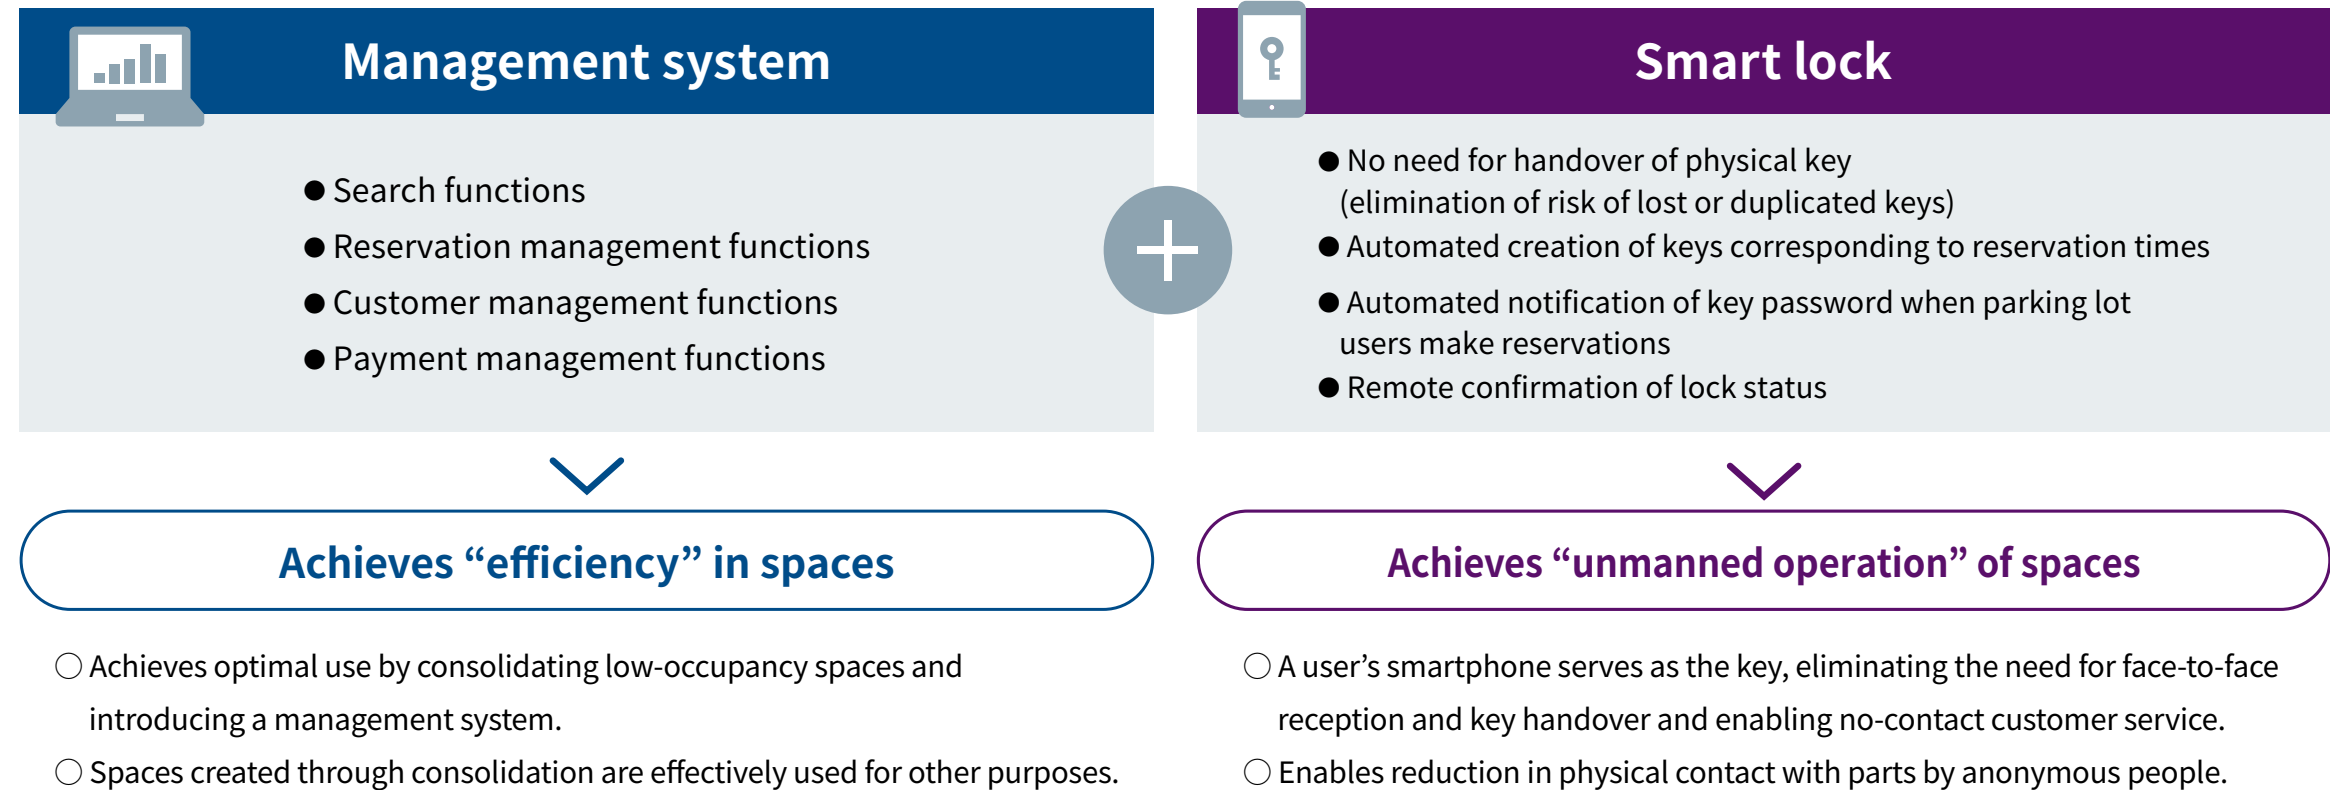 Management system
● Search functions
● Reservation management functions
● Customer management functions
● Payment management functions
Achieves “efficiency” in spaces
○ Achieves optimal use by consolidating low-occupancy spaces and
introducing a management system.
○ Spaces created through consolidation are effectively used for other purposes.
+
Smart lock
● No need for handover of physical key
(elimination of risk of lost or duplicated keys)
● Automated creation of keys corresponding to reservation times
● Automated notification of key password when parking lot
users make reservations
● Remote confirmation of lock status
Achieves “unmanned operation” of spaces
○ A user’s smartphone serves as the key, eliminating the need for face-to-face
reception and key handover and enabling no-contact customer service.
○ Enables reduction in physical contact with parts by anonymous people.